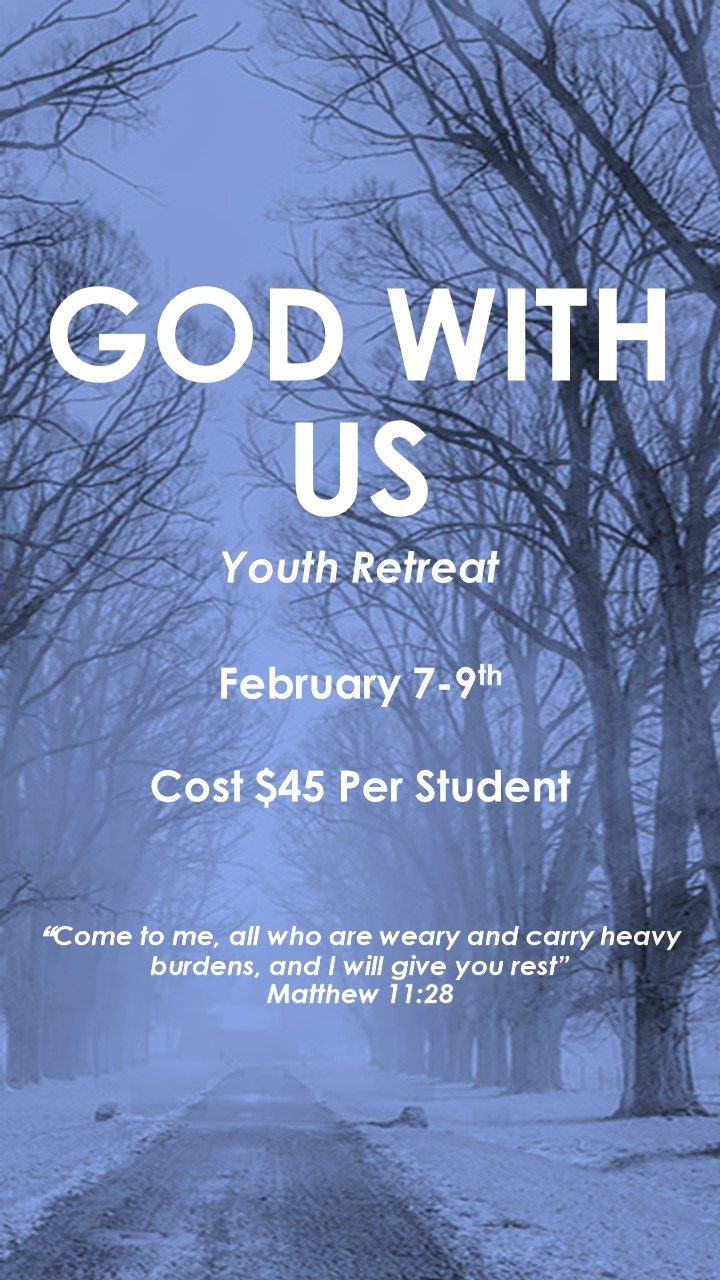 GOD WITH
US
Youth Retreat
February 7-9th
Cost $45 Per Student
“Come to me, all who are weary and carry heavy
burdens, and I will give you rest”
Matthew 11:28